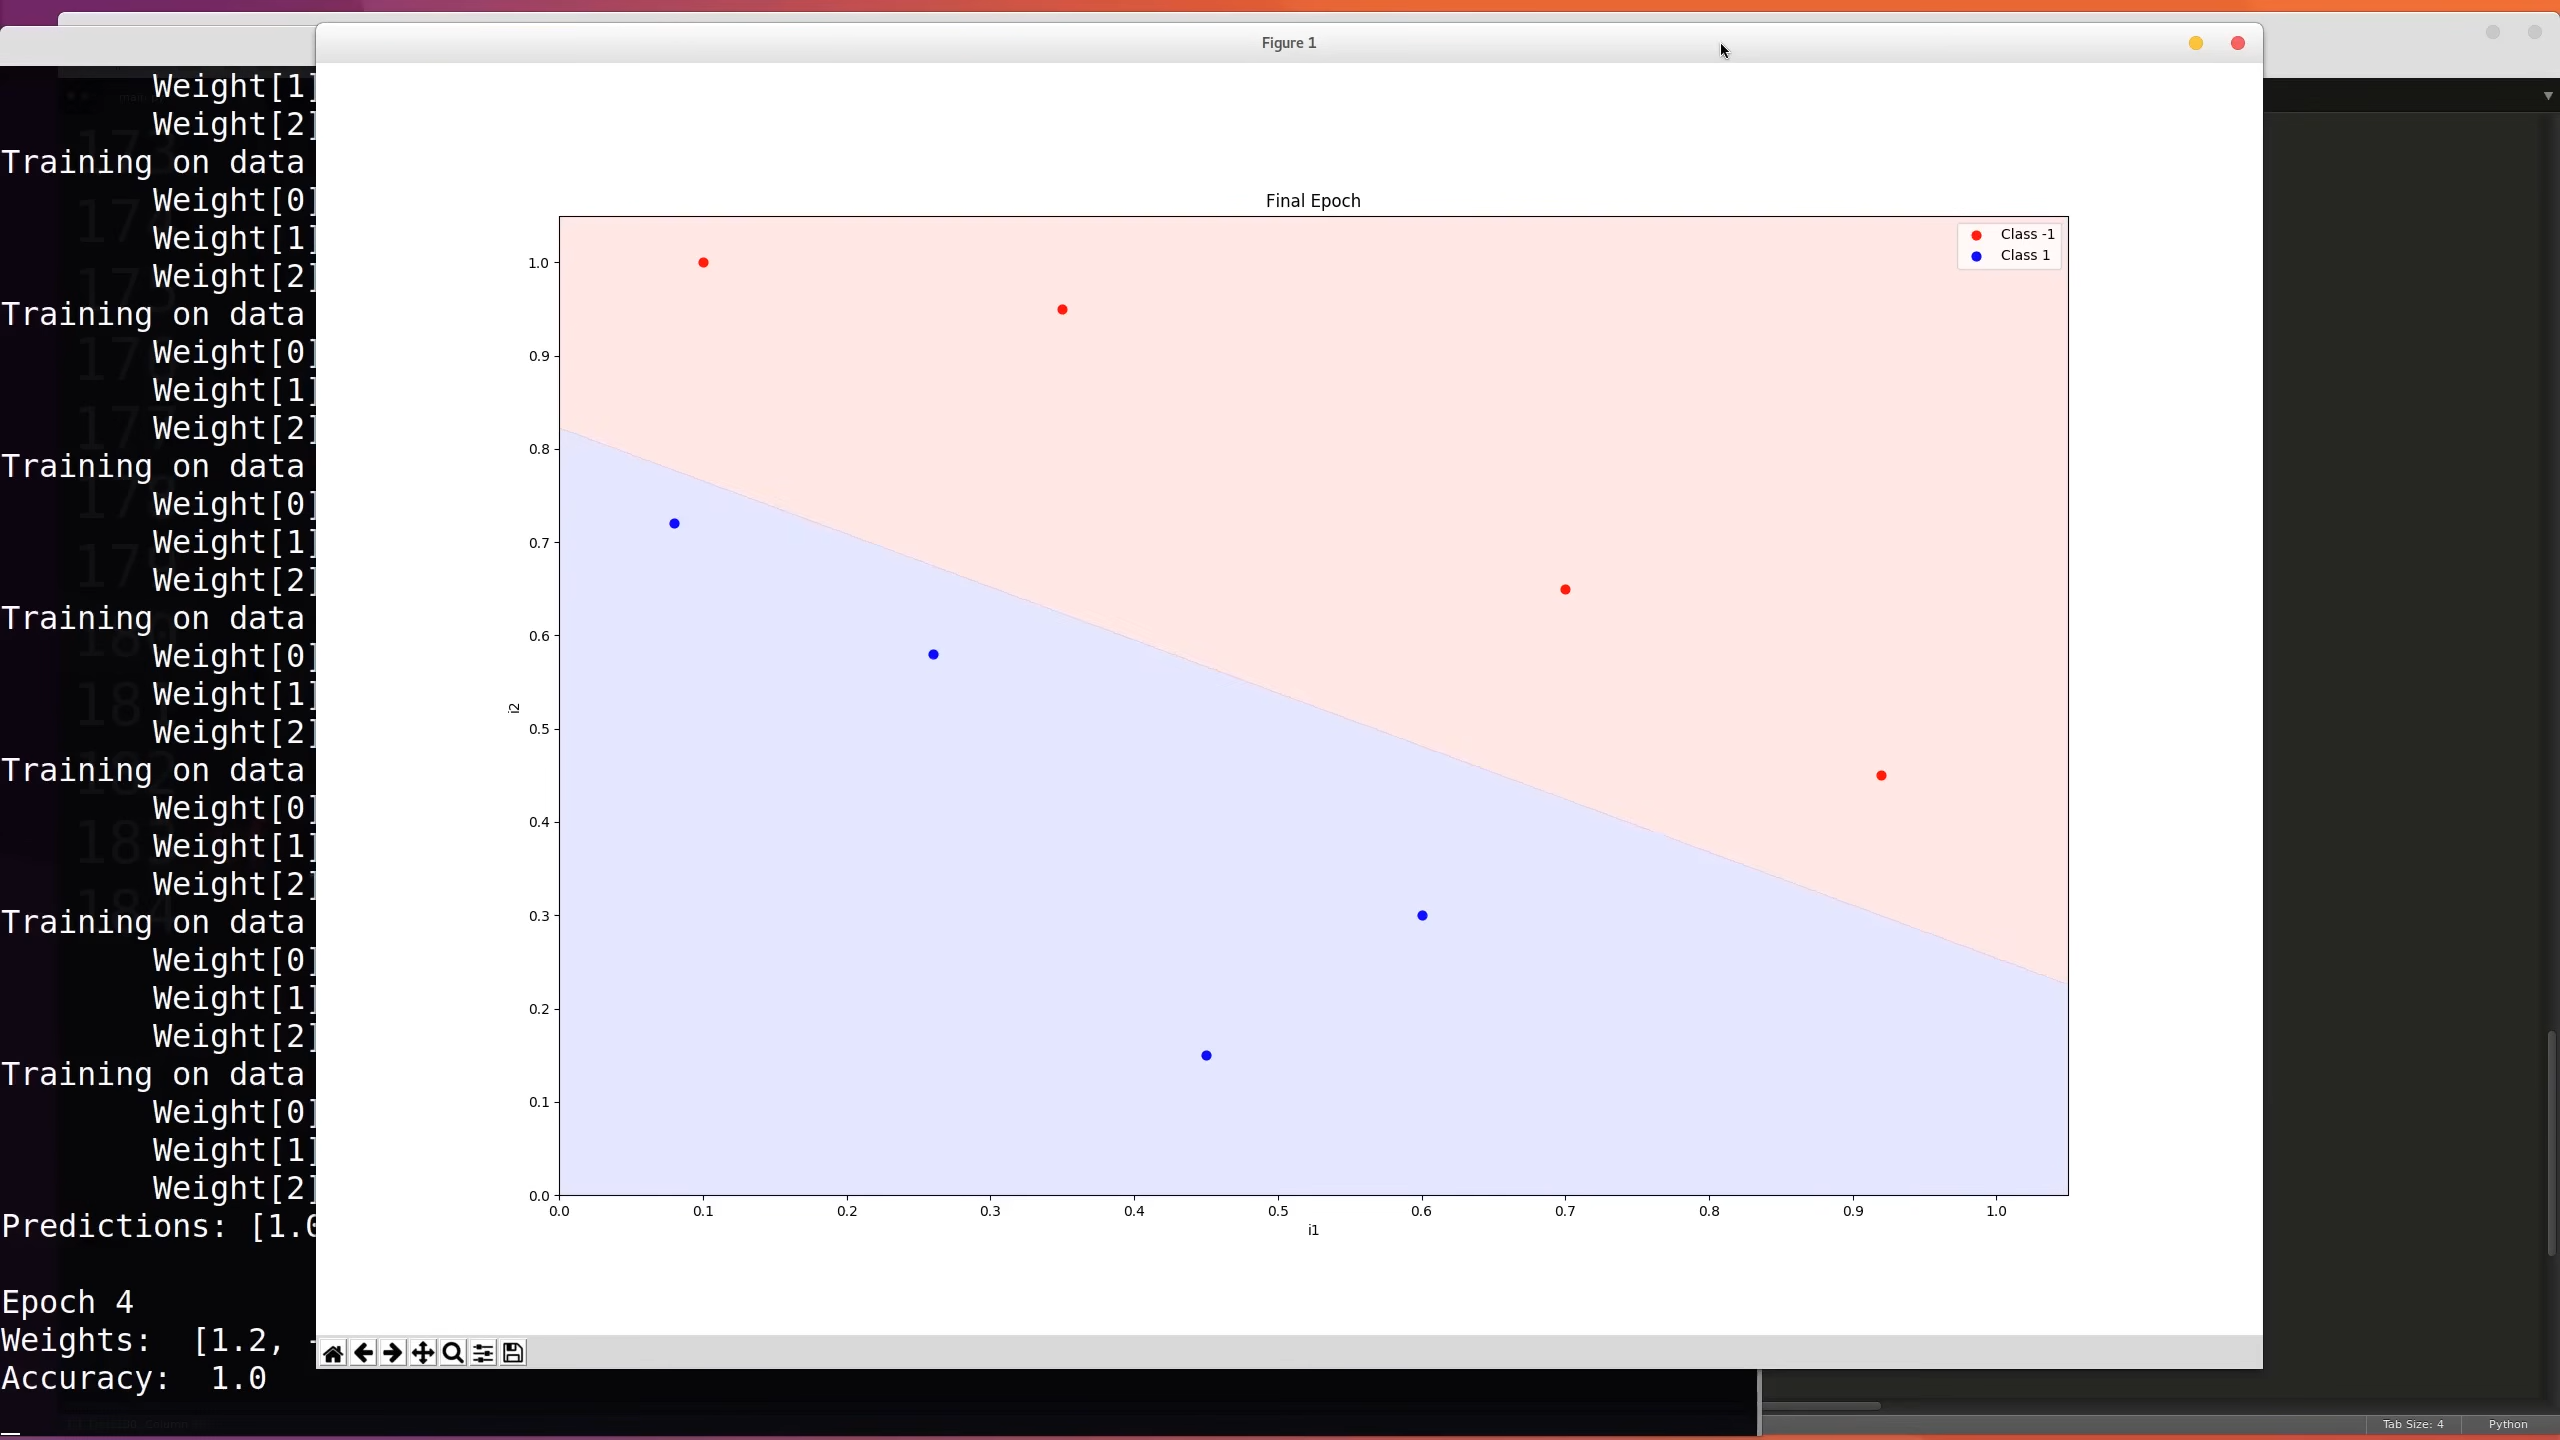 Figure 1
Weight[1]
Weight[2]
Training on data
Weight[0]
Weight[1]
Weight[2]
Training on data
Weight[0]
Weight[1]
Weight[2]
Training on data
Weight[0]
Weight[1]
Weight[2]
Training on data
Weight[0]
Weight[1]
Weight[2]
Training on data
Weight[0]
Weight[1]
Weight[2]
Training on data
Weight[0]
Weight[1]
Weight[2]
Training on data
Weight[0]
Weight[1]
Weight[2]
Predictions: [1.0
Epoch 4
Weights:  [1.2, -
Accuracy:  1.0
Final Epoch
Class -1
Class 1
1.0
0.9
0.8
0.7
0.6
0.5
0.4
0.3
0.2
0.1
0.0
i2
0.0 0.1 0.2 0.3 0.4 0.5 0.6 0.7 0.8 0.9 1.0
i1
Tab Size: 4 Python